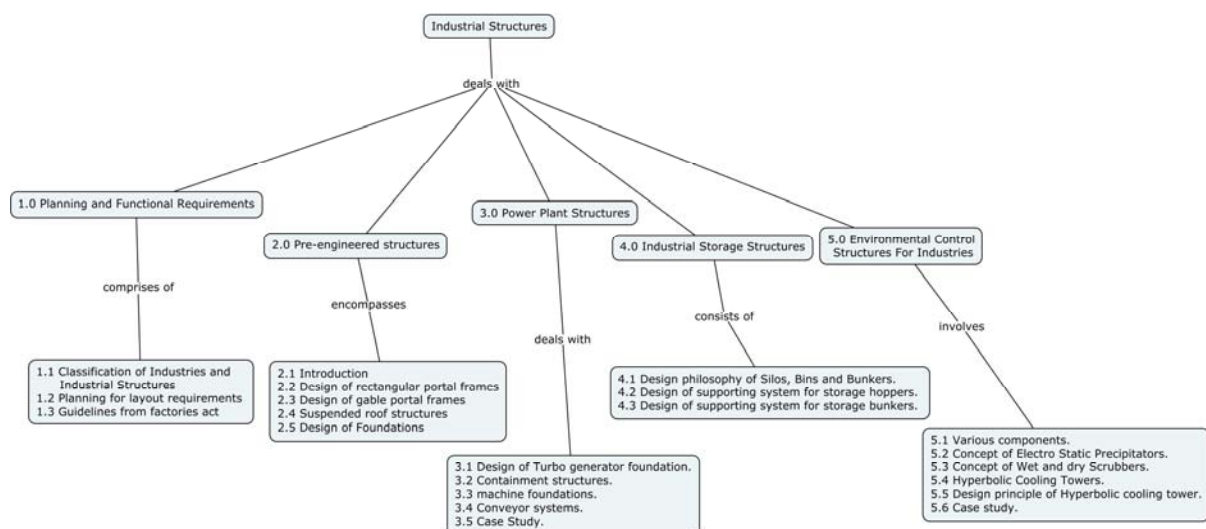 Industrial Structures
deals with
1.0 Planning and Functional Requirements
2.0 Pre-engineered structures
3.0 Power Plant Structures
4.0 Industrial Storage Structures
5.0 Environmental Control
Structures For Industries
comprises of
encompasses
deals with
consists of
involves
1.1 Classification of Industries and
Industrial Structures
1.2 Planning for layout requirements
1.3 Guidelines from factories act
2.1 Introduction
2.2 Design of rectangular portal frames
2.3 Design of gable portal frames
2.4 Suspended roof structures
2.5 Design of Foundations
3.1 Design of Turbo generator foundation.
3.2 Containment structures.
3.3 machine foundations.
3.4 Conveyor systems.
3.5 Case Study.
4.1 Design philosophy of Silos, Bins and Bunkers.
4.2 Design of supporting system for storage hoppers.
4.3 Design of supporting system for storage bunkers.
5.1 Various components.
5.2 Concept of Electro Static Precipitators.
5.3 Concept of Wet and dry Scrubbers.
5.4 Hyperbolic Cooling Towers.
5.5 Design principle of Hyperbolic cooling tower.
5.6 Case study.